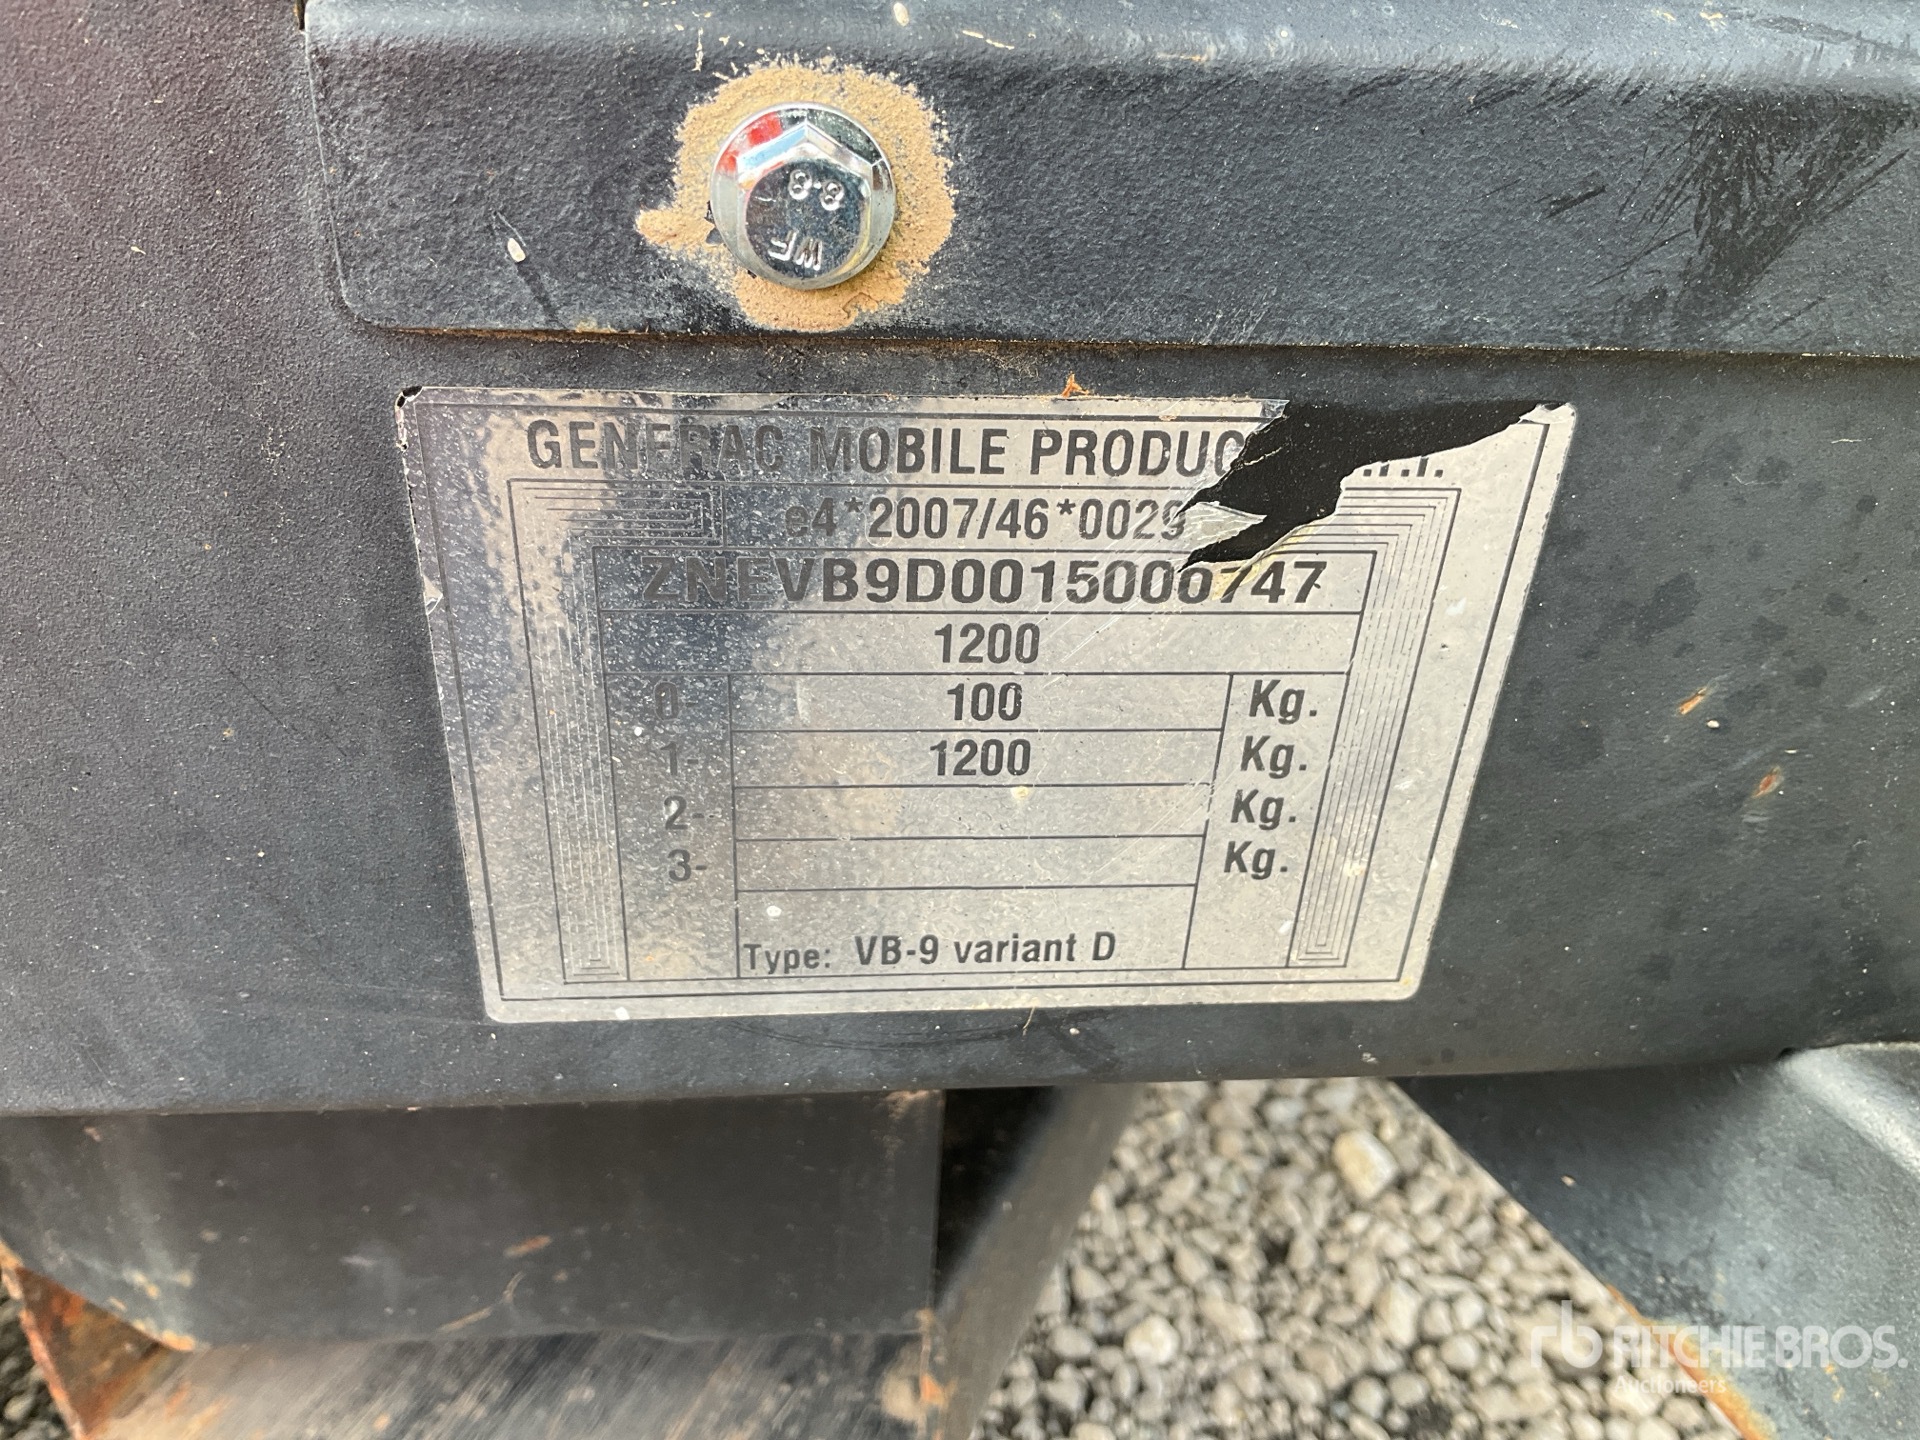 8.8
WF
GENERAC MOBILE PRODUC
e4*2007/46*0029
ZNEVB9D0015000747
1200
0- 100 Kg.
1- 1200 Kg.
2- Kg.
3- Kg.
Type: VB-9 variant D
rb RITCHIE BROS.
Auctioneers